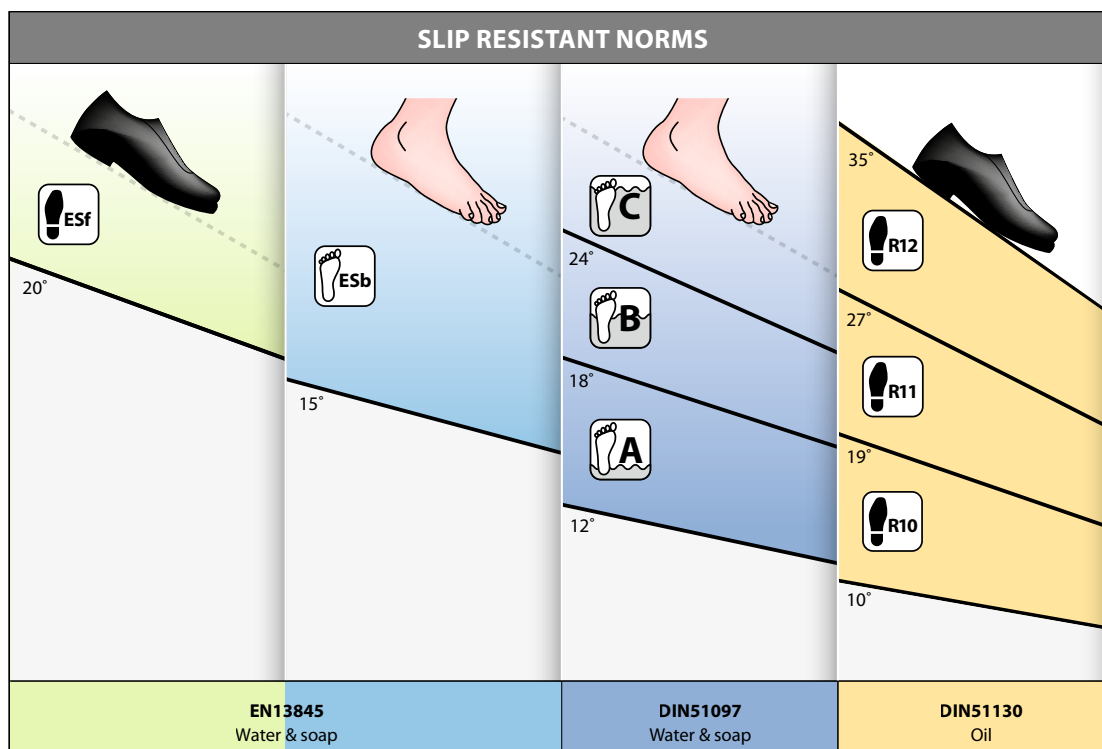 SLIP RESISTANT NORMS
ESf
20°
ESb
15°
C
24°
B
18°
A
12°
35°
R12
27°
R11
19°
R10
10°
EN13845
Water & soap
DIN51097
Water & soap
DIN51130
Oil